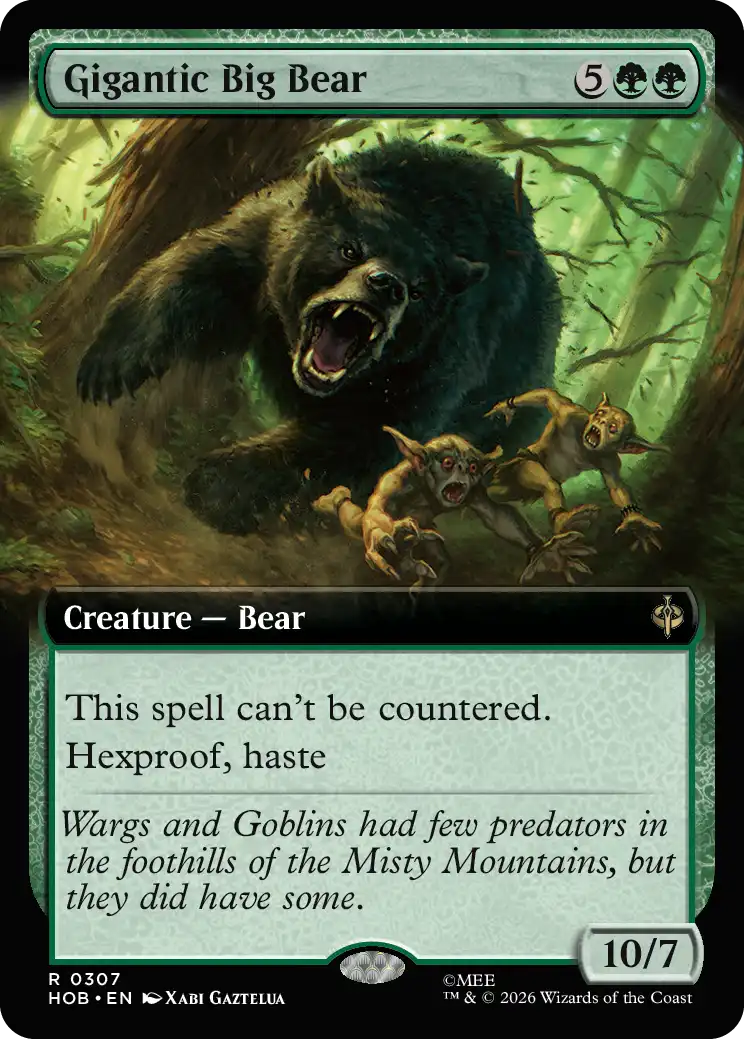 Gigantic Big Bear 5
Creature — Bear
This spell can't be countered.
Hexproof, haste
Wargs and Goblins had few predators in
the foothills of the Misty Mountains, but
they did have some.
10/7
R 0307
HOB • EN Xabi Gaztelua
©MEE
™ & © 2026 Wizards of the Coast